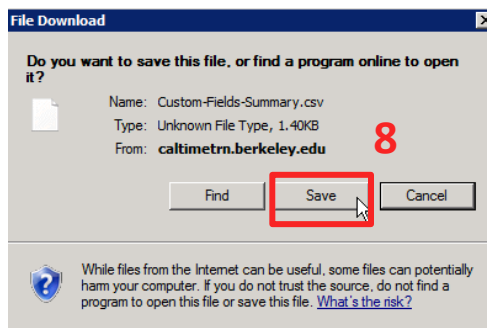 File Download
Do you want to save this file, or find a program online to open
it?
Name: Custom-Fields-Summary.csv
Type: Unknown File Type, 1.40KB
From: caltimetrn.berkeley.edu
8
Find Save Cancel
While files from the Internet can be useful, some files can potentially
harm your computer. If you do not trust the source, do not find a
program to open this file or save this file. What's the risk?